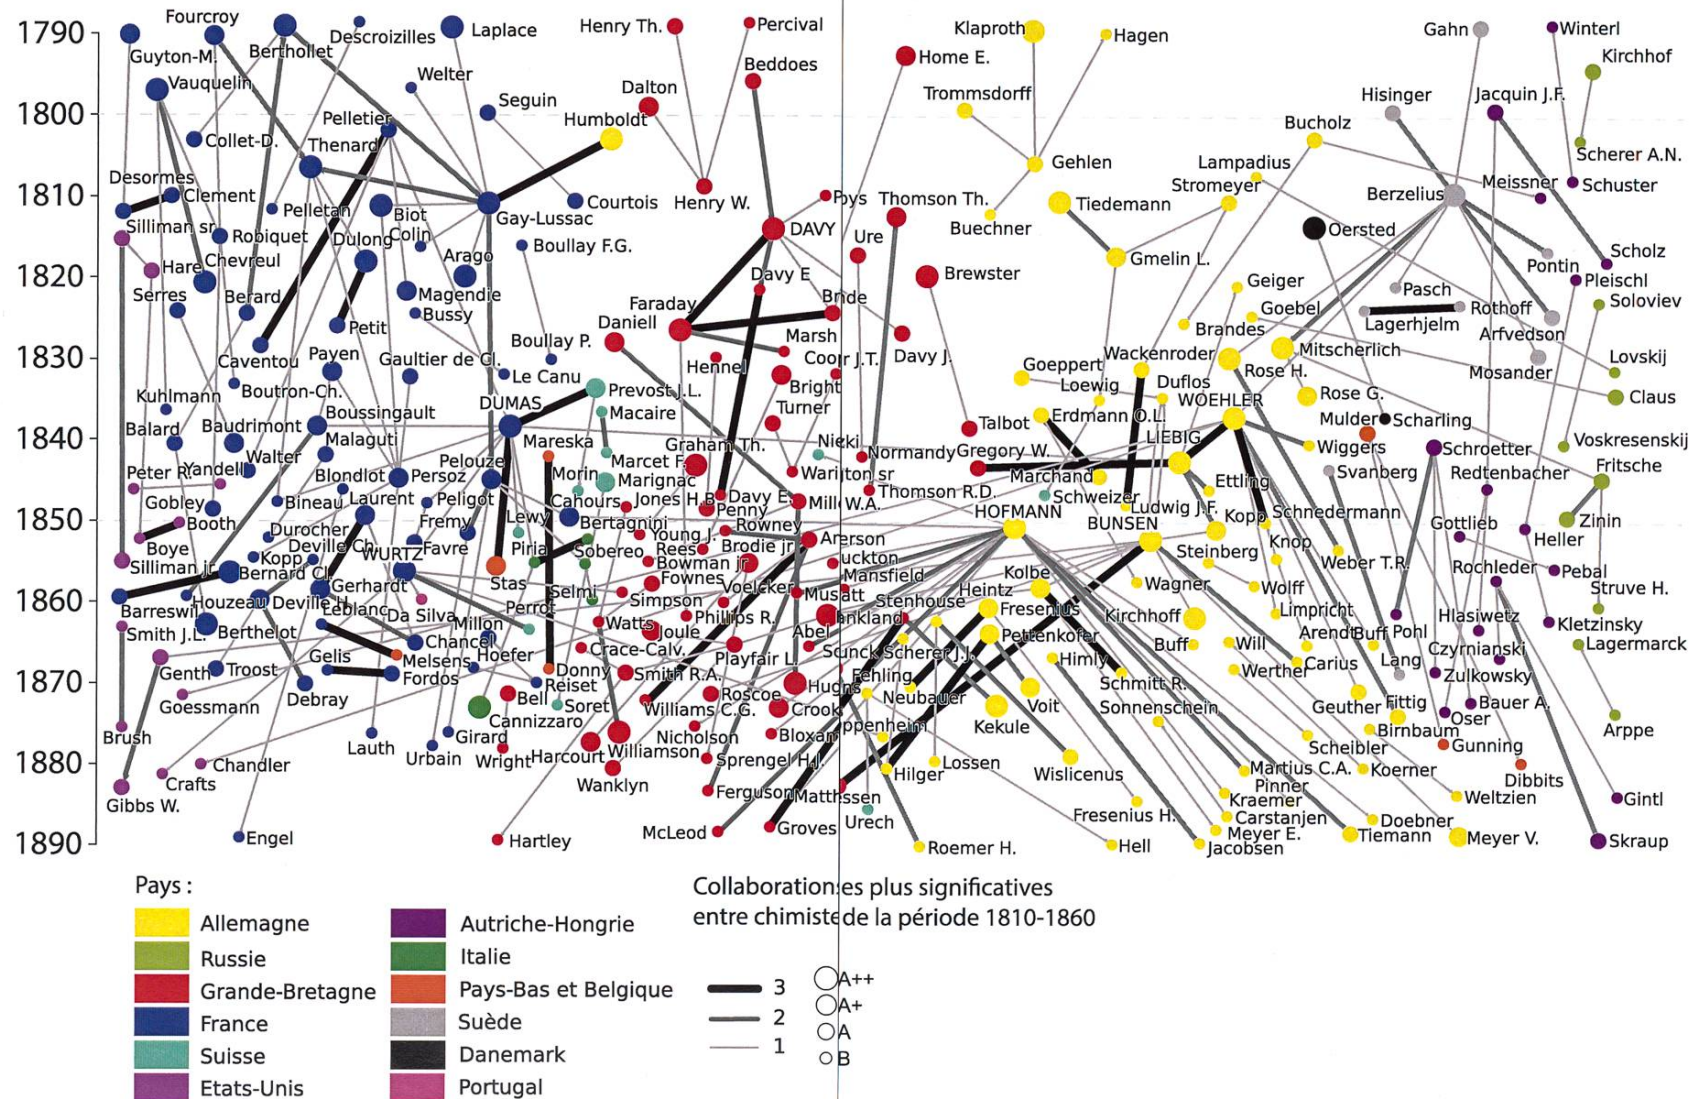 1790
1800
1810
1820
1830
1840
1850
1860
1870
1880
1890
Fourcroy
Guyton-M.
Berthollet
Descroizilles
Laplace
Henry Th.
Percival
Klaproth
Hagen
Gahn
Winterl
Kirchhof
Home E.
Vauquelin
Welter
Beddoes
Dalton
Trommsdorff
Hisinger
Jacquin J.F.
Seguin
Pelletier
Humboldt
Bucholz
Collet-D.
Thenard
Scherer A.N.
Gehlen
Lampadius
Desormes
Clement
Stromeyer
Berzelius
Meissner
Schuster
Silliman sr
Pelletan
Biot
Gay-Lussac
Courtois
Henry W.
Pys
Thomson Th.
Tiedemann
Buechner
Robiquet
Dulong
Colin
Boullay F.G.
DAVY
Ure
Oersted
Hare
Chevreul
Arago
Davy E
Brewster
Gmelin L.
Pontin
Scholz
Serres
Berard
Magendie
Bussy
Faraday
Daniell
Geiger
Goebel
Pasch
Rothoff
Pleischl
Soloviev
Petit
Marsh
Lagerhjelm
Arfvedson
Caventou
Payen
Gaultier de Cl.
Boullay P.
Hennel
Davy J.
Brandes
Mitscherlich
Mosander
Lovskij
Boutron-Ch.
Le Canu
Prevost J.L.
Bright
Goeppert
Wackenroder
Rose H.
Kuhlmann
DUMAS
Macaire
Turner
Loewig
Duflos
WOEHLER
Rose G.
Claus
Balard
Baudrimont
Boussingault
Malaguti
Mareska
Talbot
Erdmann O.L.
Mulder
Scharling
Walter
Pelouze
Graham Th.
Normandy
Gregory W.
LIEBIG
Wiggers
Schroetter
Voskresenskij
Peter R.
Yandell
Blondlot
Persoz
Morin
Marcet F.
Marignac
Marchand
Ettling
Svanberg
Redtenbacher
Fritsche
Gobley
Bineau
Laurent
Peligot
Cahours
Jones H.B.
Davy E.
Thomson R.D.
Schweizer
Ludwig J.F.
Booth
Durocher
Fremy
Lewy
Bertagnini
Penny
HOFMANN
BUNSEN
Kopp
Schnedermann
Gottlieb
Zinin
Boye
Deville Ch.
Favre
Piria
Sobereo
Young J.
Rowney
Brodie jr
Steinberg
Knop
Heller
Silliman jr
Kopp
Bernard Cl.
WURTZ
Rees
Bowman jr
Mansfield
Weber T.R.
Rochleder
Pebal
Gerhardt
Stas
Fownes
Voelcker
Kolbe
Wagner
Wolff
Struve H.
Barreswil
Houzeau
Deville H.
Da Silva
Selmi
Simpson
Heintz
Stenhouse
Fresenius
Kirchhoff
Limpricht
Hlasiwetz
Kletzinsky
Smith J.L.
Berthelot
Leblanc
Perrot
Millon
Watts
Joule
Phillips R.
Abel
Pettenkofer
Buff
Will
Arendt
Buff
Pohl
Czyrnianski
Lagermarck
Chancel
Hoefer
Crace-Calv.
Playfair L.
Scherer J.J.
Genth
Troost
Gelis
Melsens
Fordos
Donny
Smith R.A.
Himly
Werther
Carius
Lang
Zulkowsky
Fehling
Schmitt R.
Goessmann
Debray
Reiset
Soret
Bell
Williams C.G.
Roscoe
Neubauer
Voit
Sonnenschein
Geuther
Fittig
Bauer A.
Oser
Cannizzaro
Kekule
Birnbaum
Arppe
Brush
Lauth
Girard
Urbain
Wright
Harcourt
Williamson
Nicholson
Scheibler
Gunning
Chandler
Sprengel H.J.
Lossen
Wislicenus
Martius C.A.
Koerner
Dibbits
Crafts
Wanklyn
Hilger
Pinner
Gibbs W.
Ferguson
Urech
Fresenius H.
Kraemer
Carstanjen
Weltzien
Gintl
Engel
Hartley
McLeod
Groves
Roemer H.
Hell
Meyer E.
Jacobsen
Doebner
Tiemann
Meyer V.
Skraup
Pays :
Allemagne
Russie
Grande-Bretagne
France
Suisse
Etats-Unis
Autriche-Hongrie
Italie
Pays-Bas et Belgique
Suède
Danemark
Portugal
Collaborations plus significatives
entre chimiste de la période 1810-1860
3
2
1
A++
A+
A
B